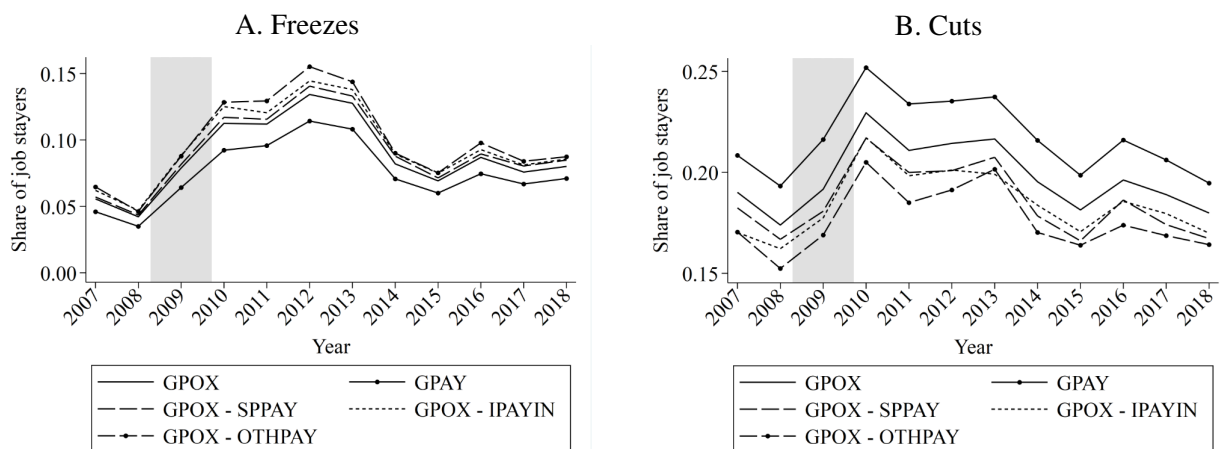 A. Freezes
Share of job stayers
0.15
0.10
0.05
0.00
2007 2008 2009 2010 2011 2012 2013 2014 2015 2016 2017 2018
Year
GPOX GPAY
GPOX - SPPAY GPOX - IPAYIN
GPOX - OTHPAY
B. Cuts
Share of job stayers
0.25
0.20
0.15
2007 2008 2009 2010 2011 2012 2013 2014 2015 2016 2017 2018
Year
GPOX GPAY
GPOX - SPPAY GPOX - IPAYIN
GPOX - OTHPAY